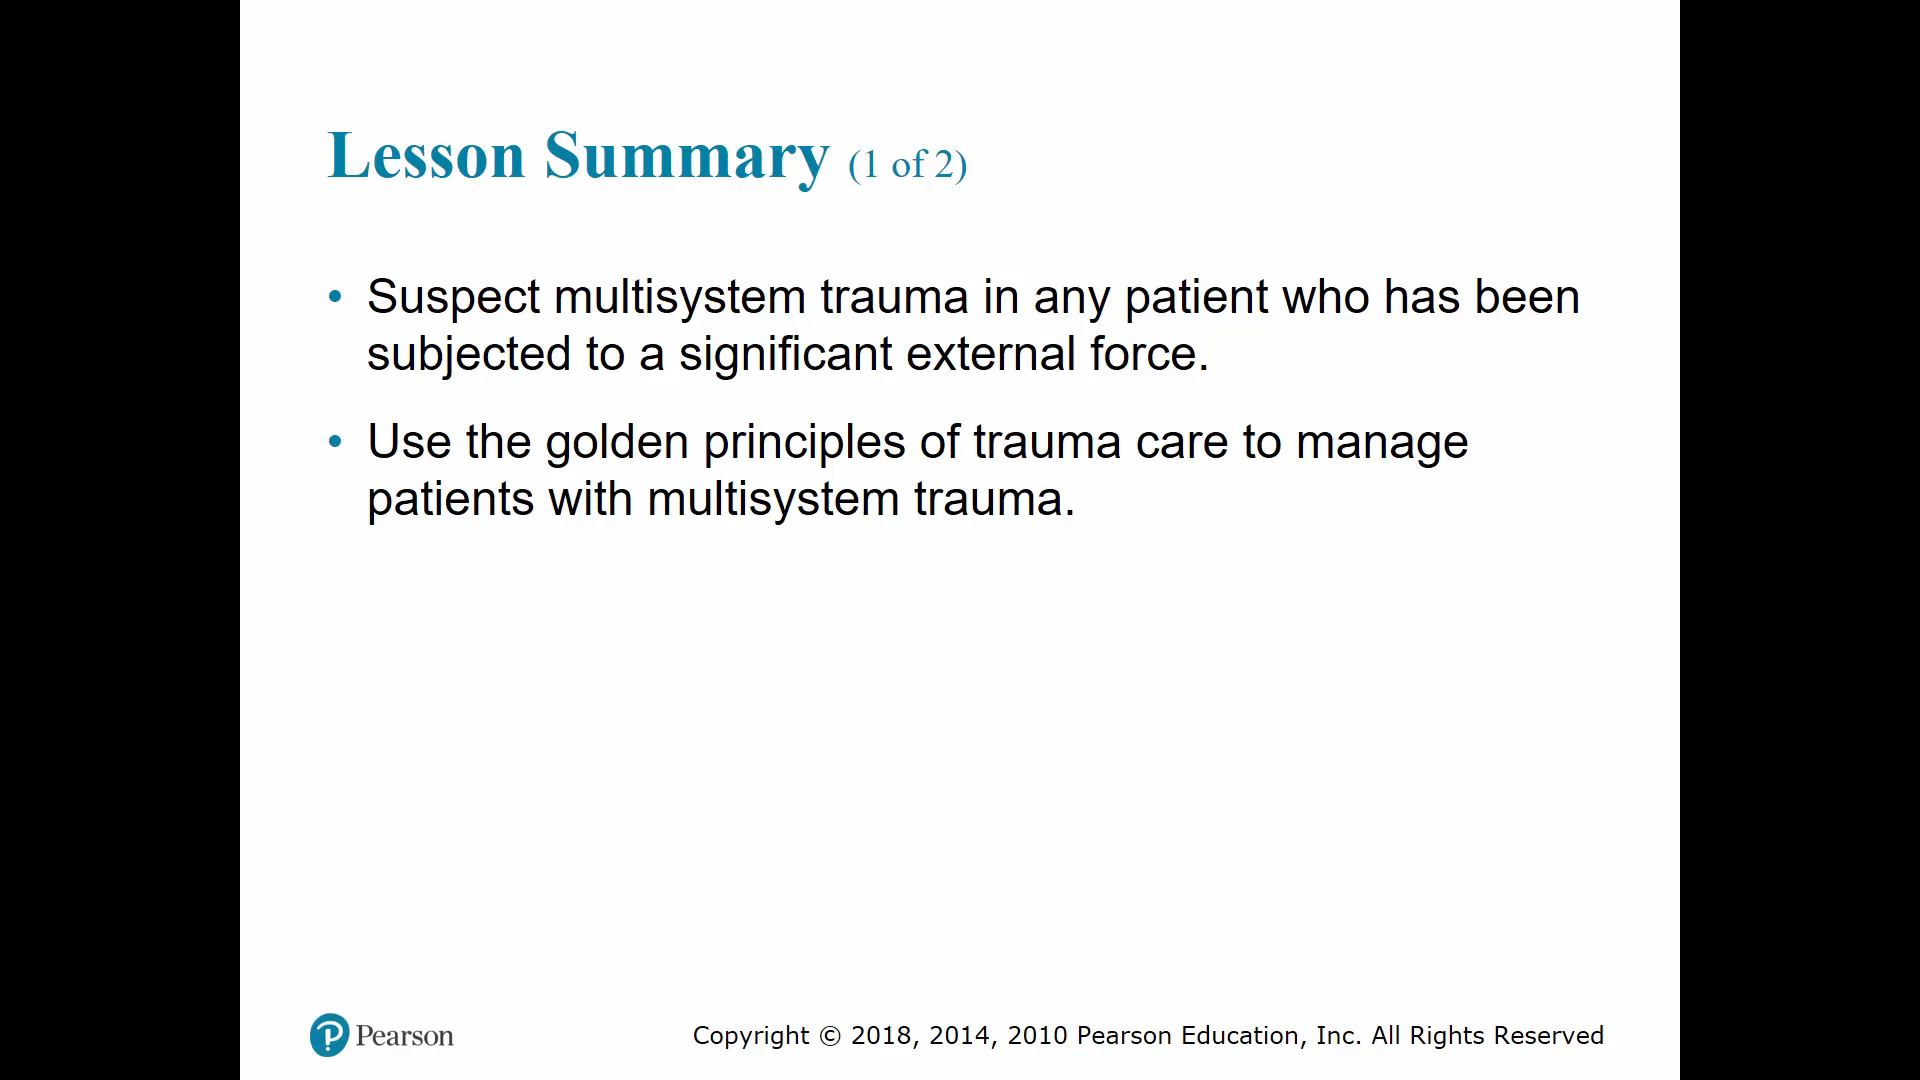 Lesson Summary (1 of 2)
• Suspect multisystem trauma in any patient who has been
subjected to a significant external force.
• Use the golden principles of trauma care to manage
patients with multisystem trauma.
Pearson
Copyright © 2018, 2014, 2010 Pearson Education, Inc. All Rights Reserved